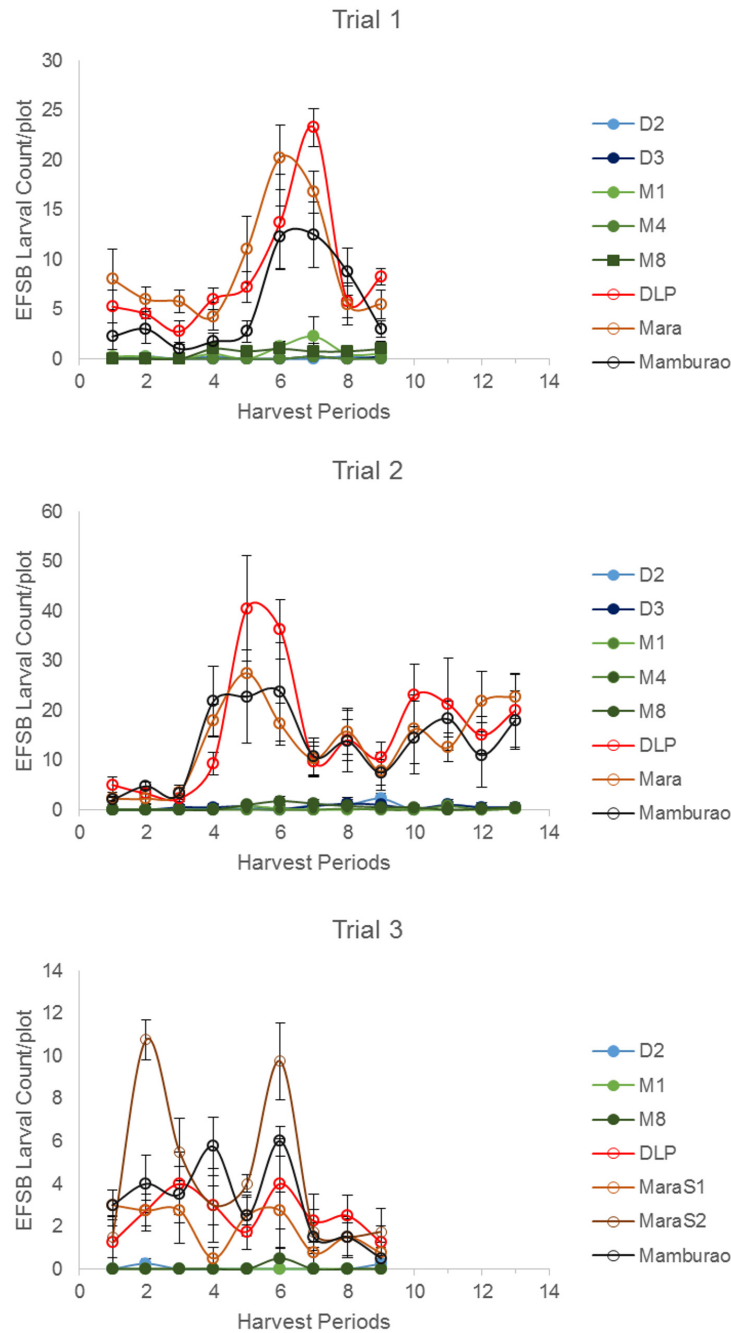 Trial 1
EFSB Larval Count/plot
30
25
20
15
10
5
0
0 2 4 6 8 10 12 14
Harvest Periods
D2
D3
M1
M4
M8
DLP
Mara
Mamburao
Trial 2
EFSB Larval Count/plot
60
50
40
30
20
10
0
0 2 4 6 8 10 12 14
Harvest Periods
D2
D3
M1
M4
M8
DLP
Mara
Mamburao
Trial 3
EFSB Larval Count/plot
14
12
10
8
6
4
2
0
0 2 4 6 8 10 12 14
Harvest Periods
D2
M1
M8
DLP
MaraS1
MaraS2
Mamburao